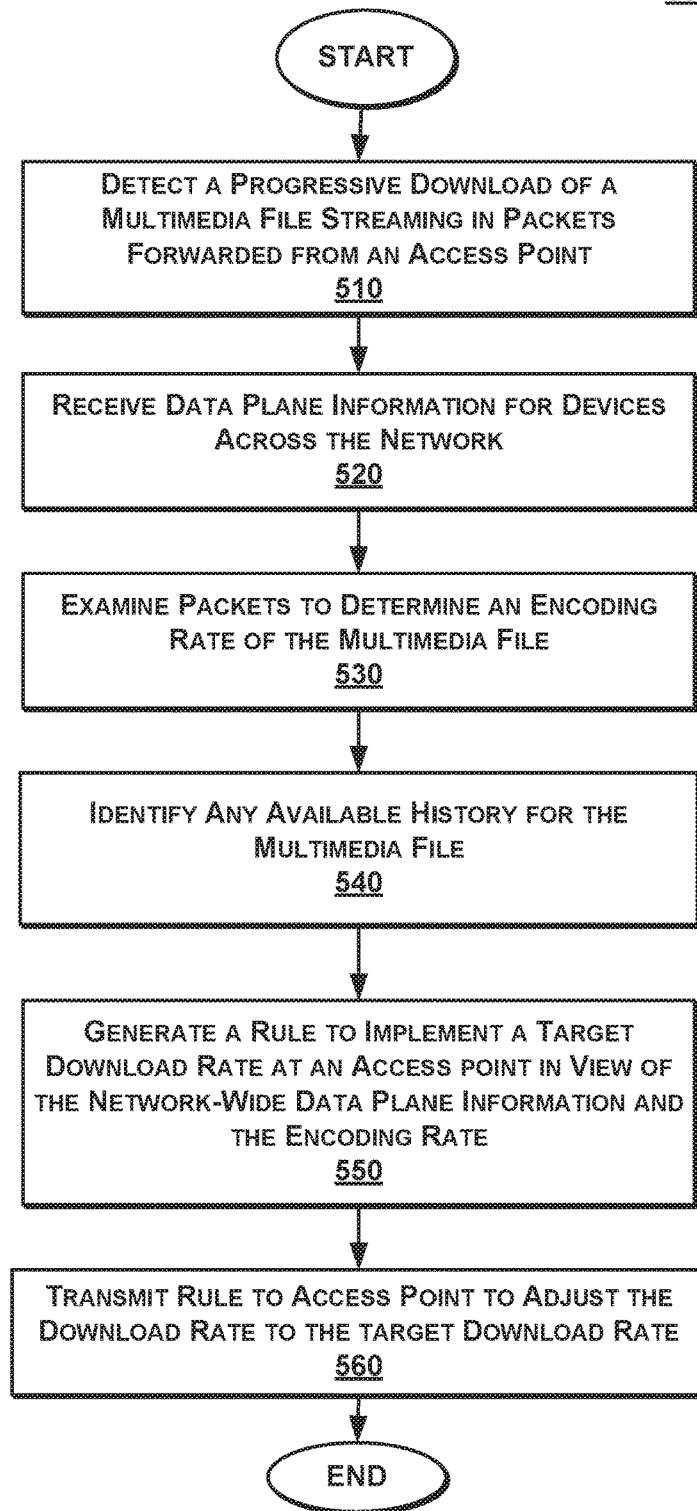 START
DETECT A PROGRESSIVE DOWNLOAD OF A
MULTIMEDIA FILE STREAMING IN PACKETS
FORWARDED FROM AN ACCESS POINT
510
RECEIVE DATA PLANE INFORMATION FOR DEVICES
ACROSS THE NETWORK
520
EXAMINE PACKETS TO DETERMINE AN ENCODING
RATE OF THE MULTIMEDIA FILE
530
IDENTIFY ANY AVAILABLE HISTORY FOR THE
MULTIMEDIA FILE
540
GENERATE A RULE TO IMPLEMENT A TARGET
DOWNLOAD RATE AT AN ACCESS POINT IN VIEW OF
THE NETWORK-WIDE DATA PLANE INFORMATION AND
THE ENCODING RATE
550
TRANSMIT RULE TO ACCESS POINT TO ADJUST THE
DOWNLOAD RATE TO THE TARGET DOWNLOAD RATE
560
END